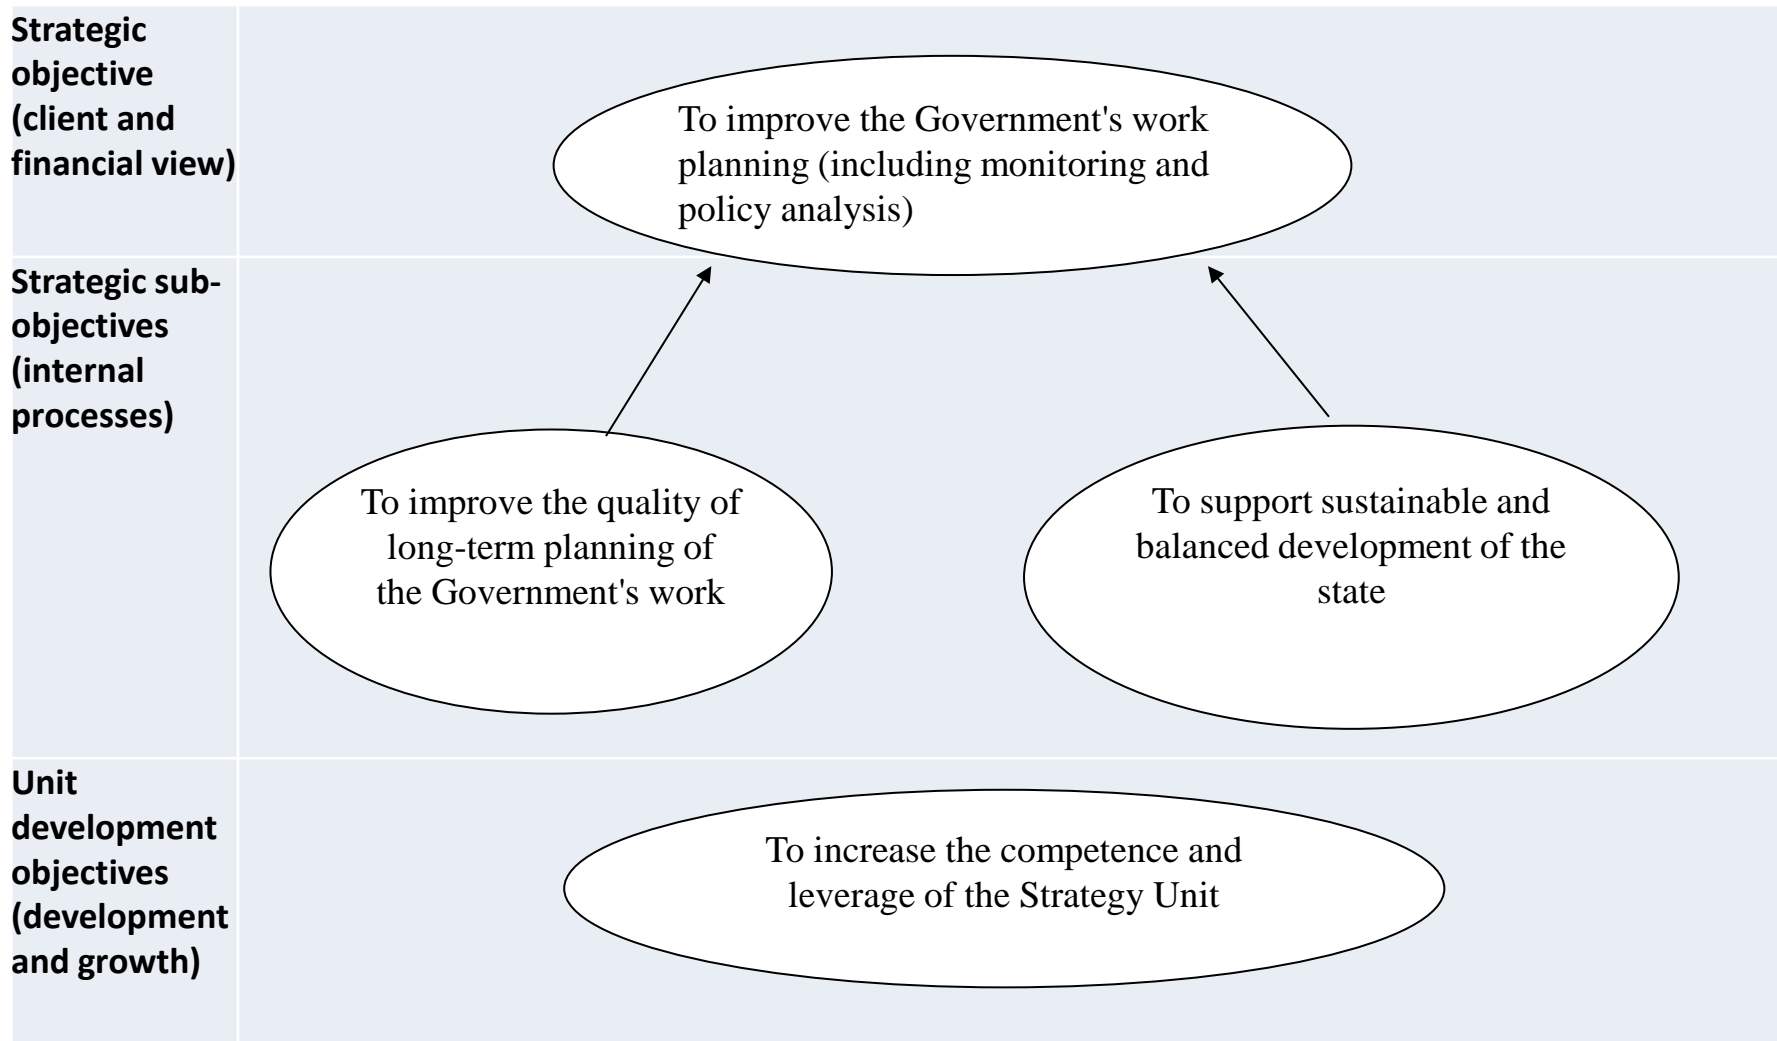 Strategic
objective
(client and
financial view)
To improve the Government's work
planning (including monitoring and
policy analysis)
Strategic sub-
objectives
(internal
processes)
To improve the quality of
long-term planning of
the Government's work
To support sustainable and
balanced development of the
state
Unit
development
objectives
(development
and growth)
To increase the competence and
leverage of the Strategy Unit